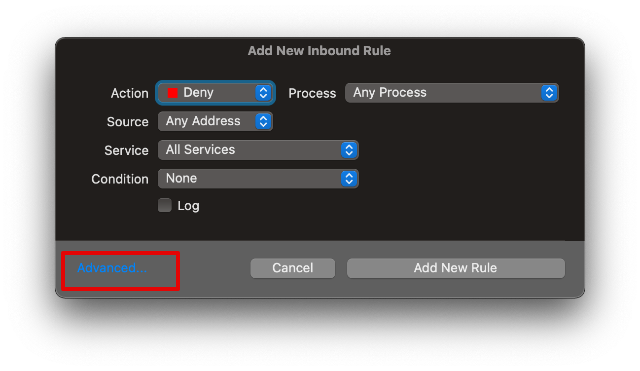 Add New Inbound Rule
Action Deny Process Any Process
Source Any Address
Service All Services
Condition None
Log
Advanced... Cancel Add New Rule